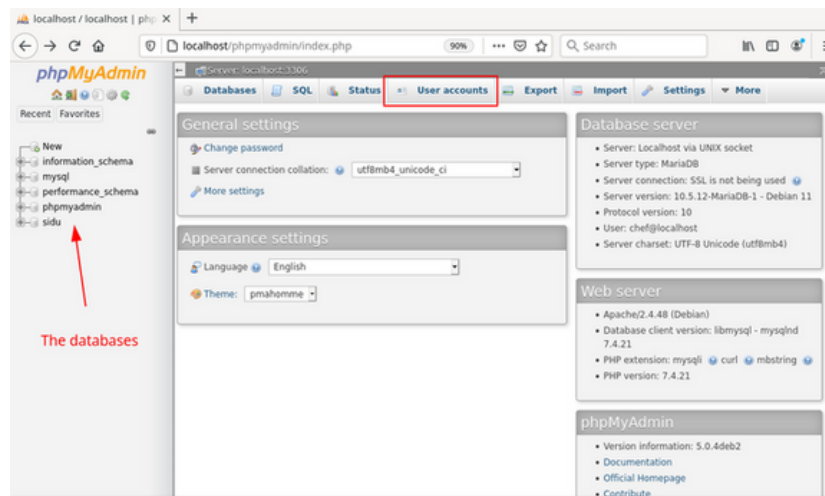 localhost / localhost | php
localhost/phpmyadmin/index.php
90%
Search
phpMyAdmin
Recent Favorites
New
information_schema
mysql
performance_schema
phpmyadmin
sidu
The databases
Server: localhost:3306
Databases SQL Status User accounts Export Import Settings More
General settings
Change password
Server connection collation: utf8mb4_unicode_ci
More settings
Appearance settings
Language English
Theme: pmahomme
Database server
Server: Localhost via UNIX socket
Server type: MariaDB
Server connection: SSL is not being used
Server version: 10.5.12-MariaDB-1 - Debian 11
Protocol version: 10
User: chef@localhost
Server charset: UTF-8 Unicode (utf8mb4)
Web server
Apache/2.4.48 (Debian)
Database client version: libmysql - mysqlnd
7.4.21
PHP extension: mysqli curl mbstring
PHP version: 7.4.21
phpMyAdmin
Version information: 5.0.4deb2
Documentation
Official Homepage
Contribute